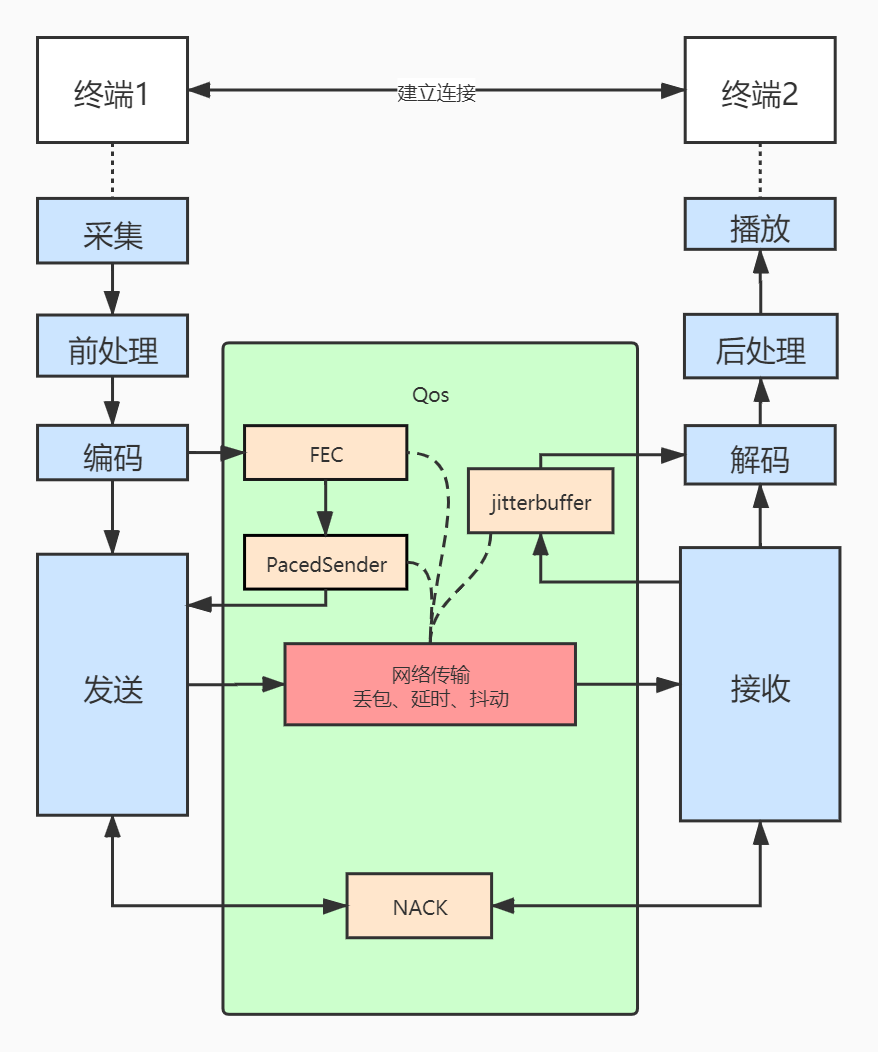 终端1
建立连接
终端2
采集
播放
前处理
后处理
Qos
编码
FEC
解码
jitterbuffer
PacedSender
发送
网络传输
丢包、延时、抖动
接收
NACK